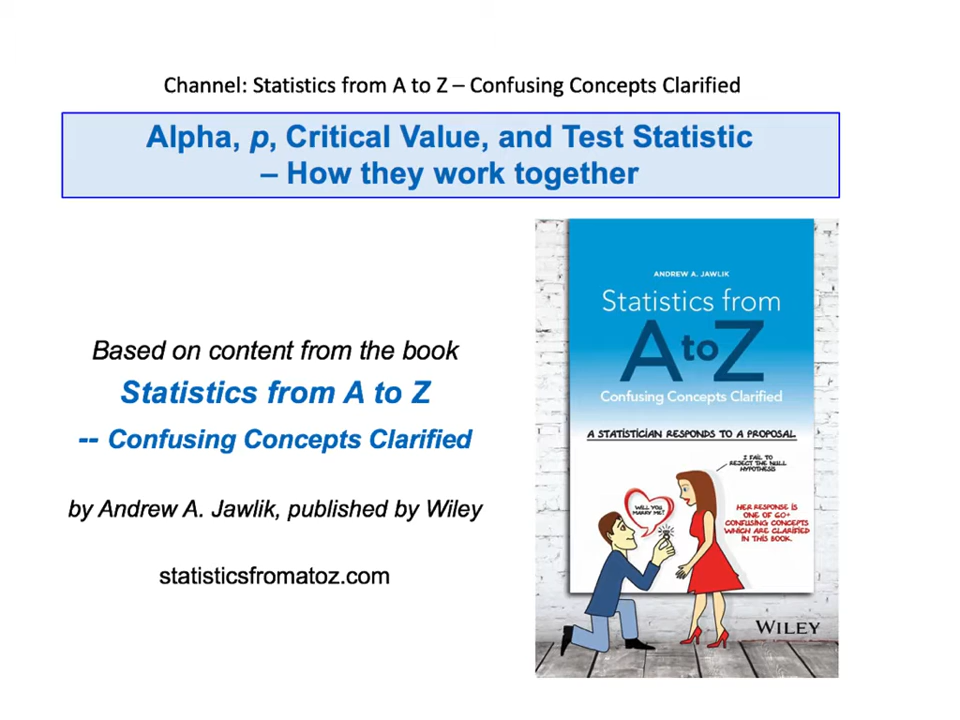 Channel: Statistics from A to Z – Confusing Concepts Clarified
Alpha, p, Critical Value, and Test Statistic
– How they work together
Based on content from the book
Statistics from A to Z
-- Confusing Concepts Clarified
by Andrew A. Jawlik, published by Wiley
statisticsfromatoz.com
ANDREW A. JAWLIK
Statistics from
A to Z
Confusing Concepts Clarified
A STATISTICIAN RESPONDS TO A PROPOSAL
I FAIL TO
REJECT THE NULL
HYPOTHESIS
WILL YOU
MARRY ME?
HER RESPONSE IS
ONE OF 60+
CONFUSING CONCEPTS
WHICH ARE CLARIFIED
IN THIS BOOK.
WILEY